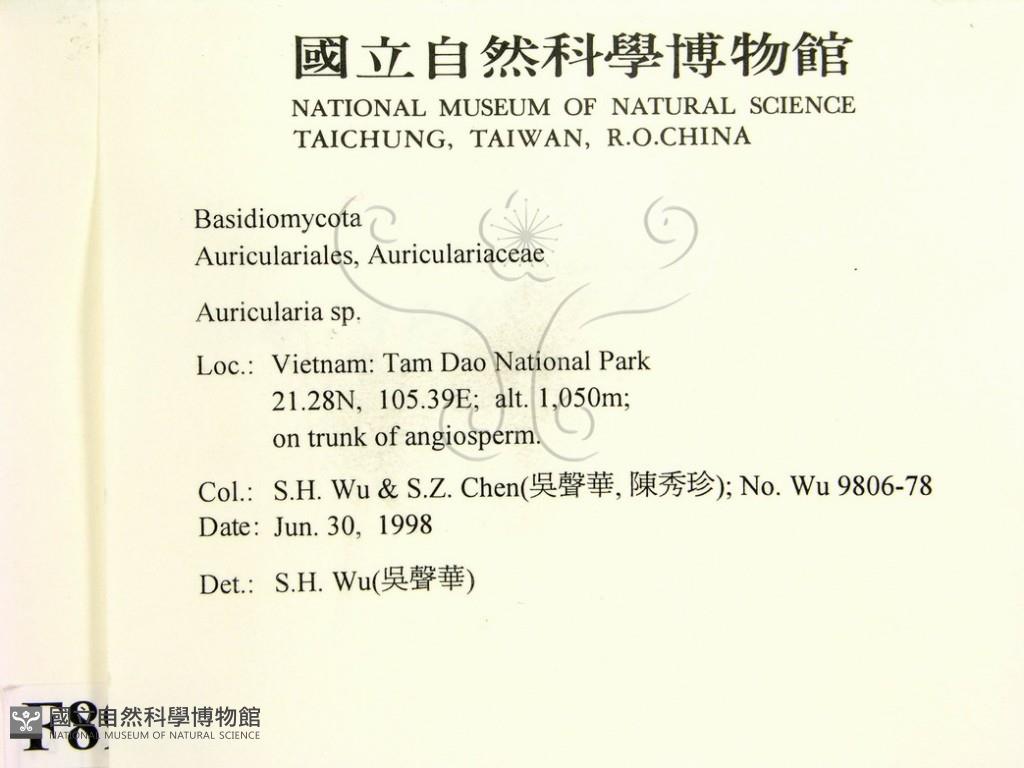 國立自然科學博物館
NATIONAL MUSEUM OF NATURAL SCIENCE
TAICHUNG, TAIWAN, R.O.CHINA
Basidiomycota
Auriculariales, Auriculariaceae
Auricularia sp.
Loc.: Vietnam: Tam Dao National Park
21.28N, 105.39E; alt. 1,050m;
on trunk of angiosperm.
Col.: S.H. Wu & S.Z. Chen(吳聲華, 陳秀珍); No. Wu 9806-78
Date: Jun. 30, 1998
Det.: S.H. Wu(吳聲華)
F8
國立自然科學博物館
NATIONAL MUSEUM OF NATURAL SCIENCE